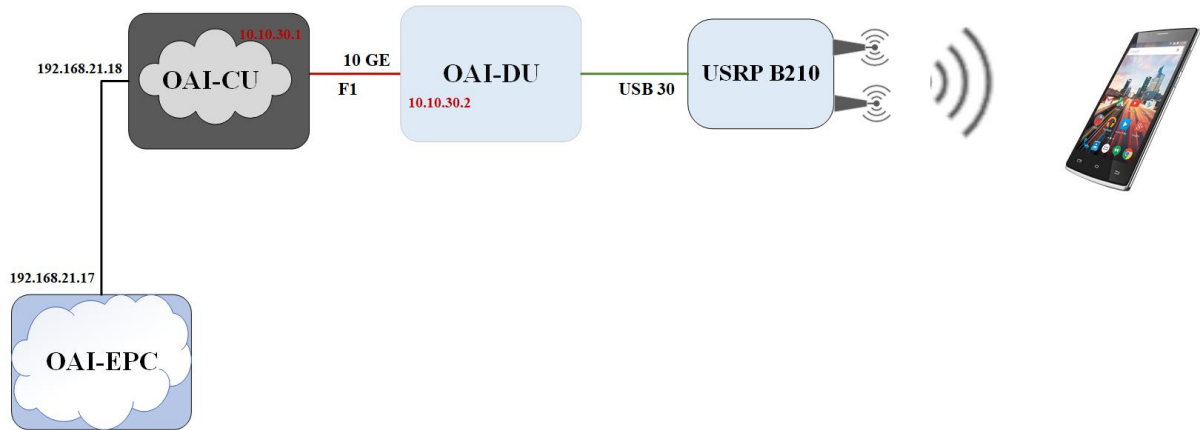 10.10.30.1
192.168.21.18
OAI-CU
10 GE
F1
OAI-DU
10.10.30.2
USB 30
USRP B210
192.168.21.17
OAI-EPC